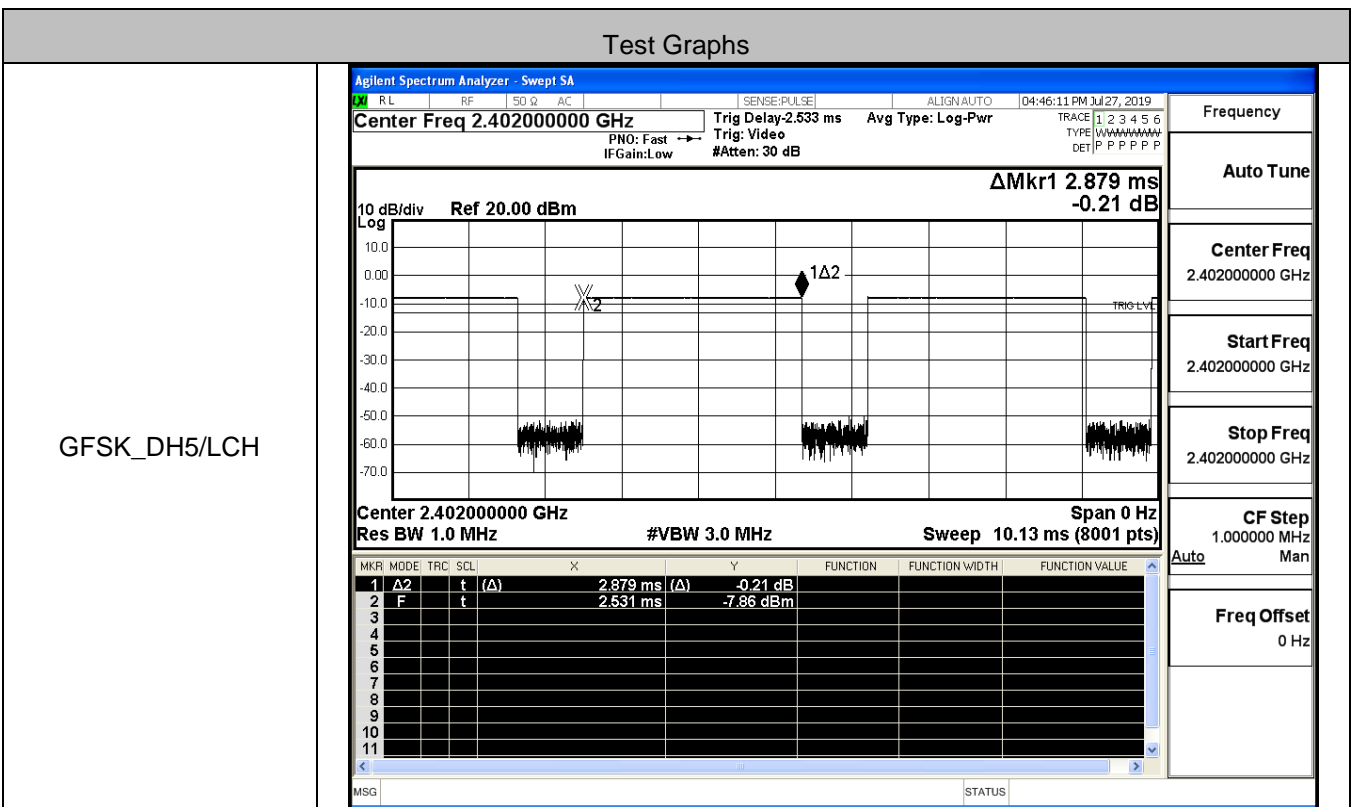 Test Graphs
GFSK_DH5/LCH
Agilent Spectrum Analyzer - Swept SA
LXI RL RF 50 Ω AC SENSE:PULSE ALIGN AUTO 04:46:11 PM Jul 27, 2019
Center Freq 2.402000000 GHz
PNO: Fast
IFGain:Low
Trig Delay-2.533 ms
Trig: Video
#Atten: 30 dB
Avg Type: Log-Pwr
TRACE 1 2 3 4 5 6
TYPE
DET P P P P P P
ΔMkr1 2.879 ms
-0.21 dB
10 dB/div Ref 20.00 dBm
Log
10.0
0.00
-10.0
-20.0
-30.0
-40.0
-50.0
-60.0
-70.0
1Δ2
2
TRIG LVL
Center 2.402000000 GHz Span 0 Hz
Res BW 1.0 MHz #VBW 3.0 MHz Sweep 10.13 ms (8001 pts)
MKR MODE TRC SCL X Y FUNCTION FUNCTION WIDTH FUNCTION VALUE
1 Δ2 t (Δ) 2.879 ms (Δ) -0.21 dB
2 F t 2.531 ms -7.86 dBm
3
4
5
6
7
8
9
10
11
MSG STATUS
Frequency
Auto Tune
Center Freq
2.402000000 GHz
Start Freq
2.402000000 GHz
Stop Freq
2.402000000 GHz
CF Step
1.000000 MHz
Auto Man
Freq Offset
0 Hz